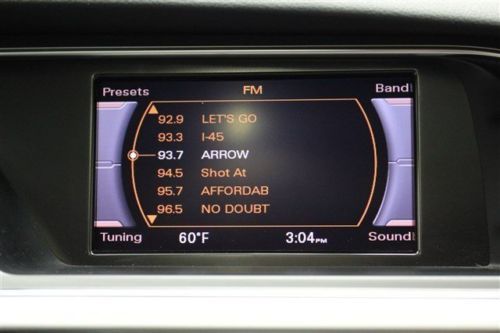 Presets FM Band
92.9 LET'S GO
93.3 I-45
93.7 ARROW
94.5 Shot At
95.7 AFFORDAB
96.5 NO DOUBT
Tuning 60°F 3:04PM Sound